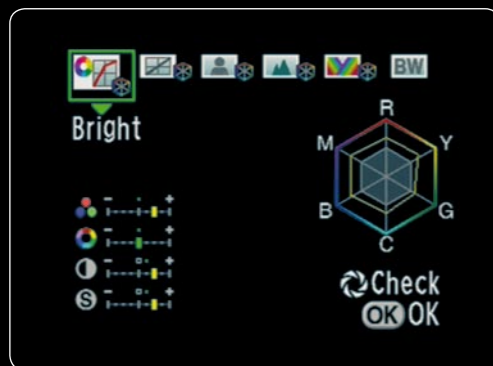 BW
Bright
R
M Y
B G
C
- +
- +
- +
S - +
Check
OK OK